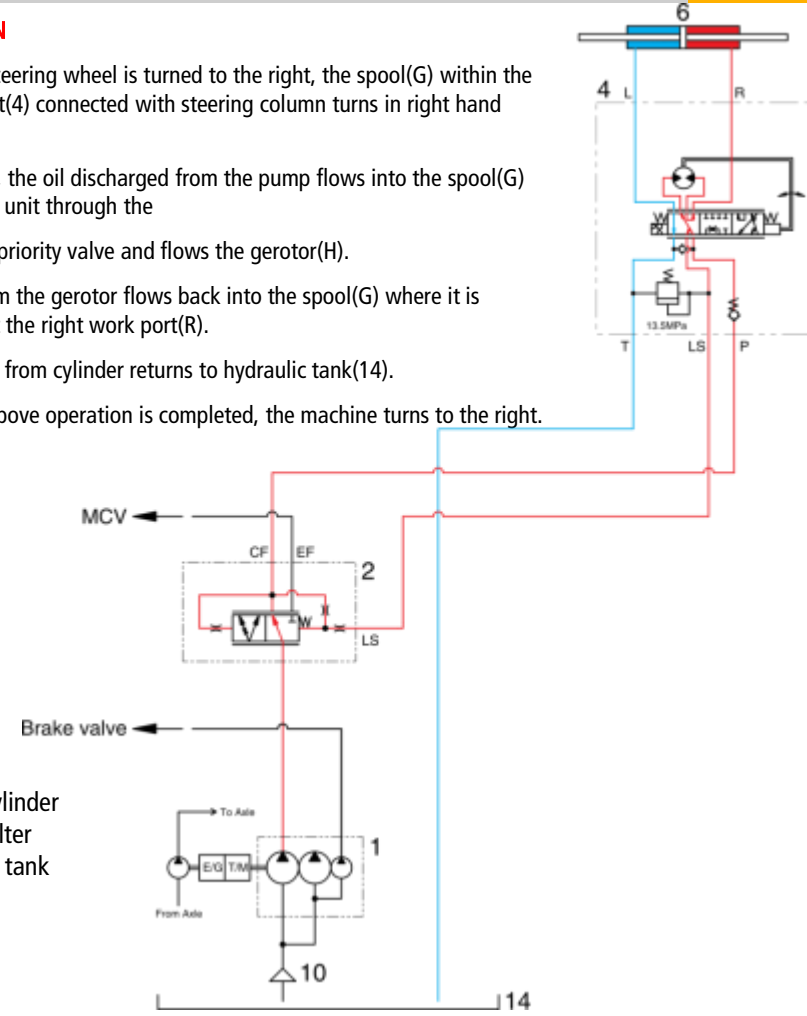 N
teering wheel is turned to the right, the spool(G) within the
t(4) connected with steering column turns in right hand
, the oil discharged from the pump flows into the spool(G)
unit through the
priority valve and flows the gerotor(H).
m the gerotor flows back into the spool(G) where it is
t the right work port(R).
from cylinder returns to hydraulic tank(14).
bove operation is completed, the machine turns to the right.
6
4
L
R
13.5MPa
T
LS
P
MCV
CF
EF
2
LS
Brake valve
ylinder
lter
tank
To Axle
1
E/G
T/M
From Axle
10
14